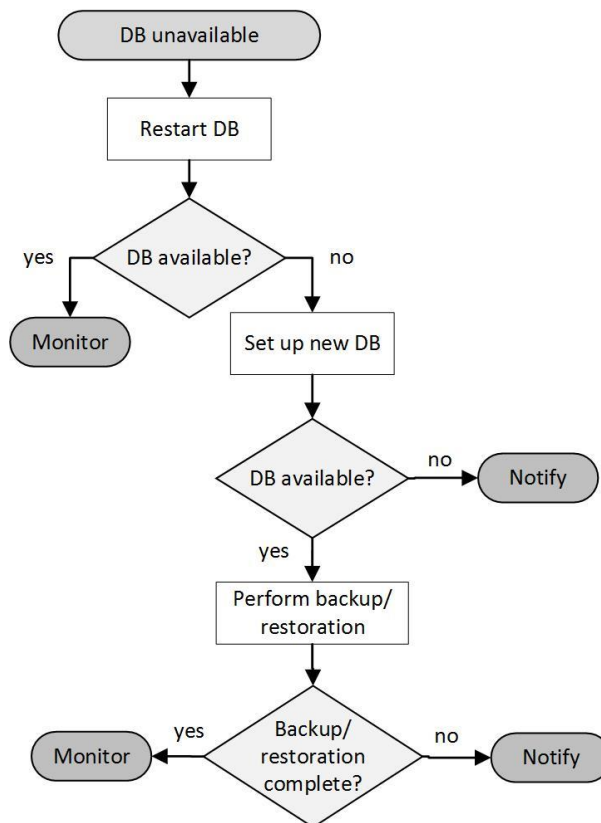 DB unavailable
Restart DB
yes
DB available?
no
Monitor
Set up new DB
DB available?
no
Notify
yes
Perform backup/
restoration
Monitor
yes
Backup/
restoration
complete?
no
Notify